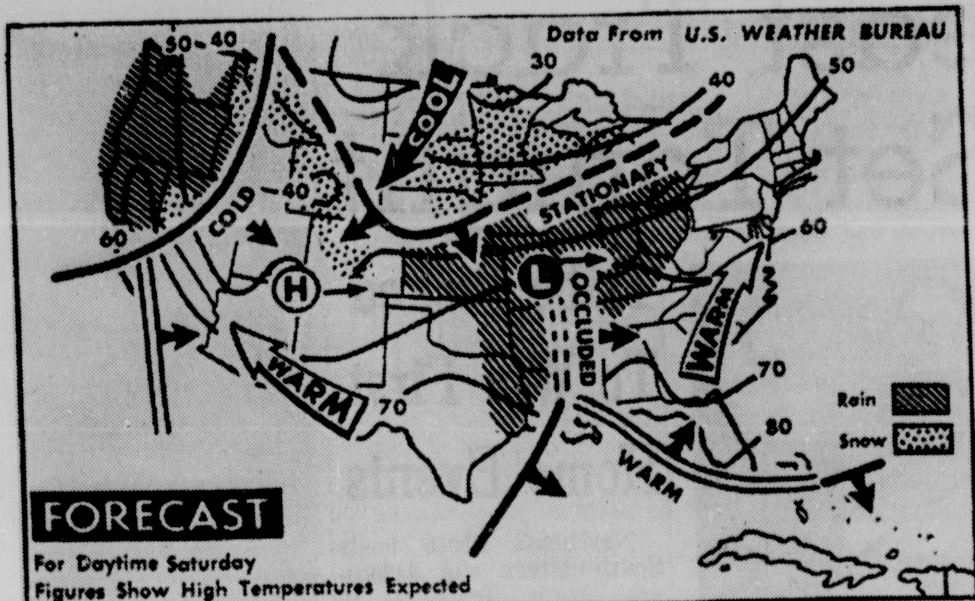 Data From U.S. WEATHER BUREAU
50-40
30
40
50
COOL
STATIONARY
COLD
-40
60
60
H
L
OCCLUDED
WARM
WARM
70
70
80
WARM
Rain
Snow
FORECAST
For Daytime Saturday
Figures Show High Temperatures Expected